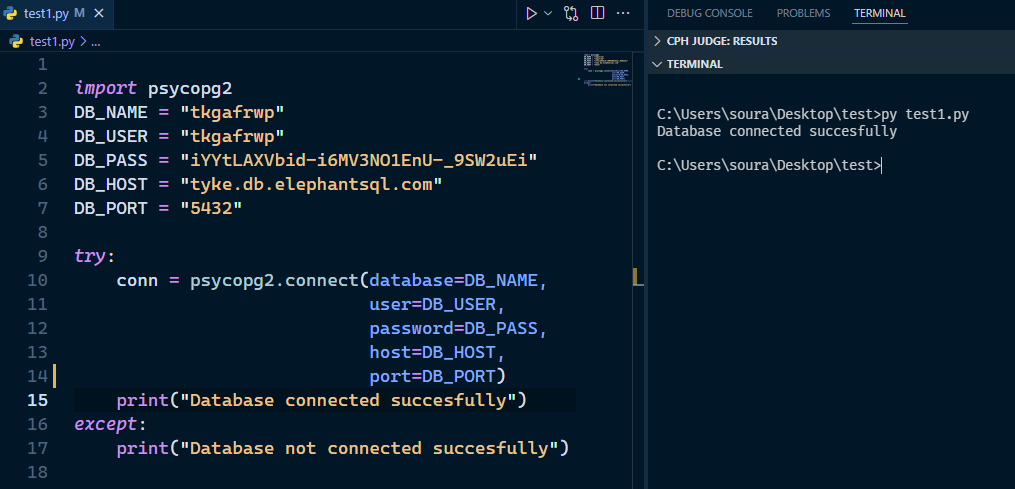 test1.py M
test1.py > ...
1
2 import psycopg2
3 DB_NAME = "tkgafrwp"
4 DB_USER = "tkgafrwp"
5 DB_PASS = "iYYtLAXVbid-i6MV3NO1EnU-_9SW2uEi"
6 DB_HOST = "tyke.db.elephantsql.com"
7 DB_PORT = "5432"
8
9 try:
10 conn = psycopg2.connect(database=DB_NAME,
11 user=DB_USER,
12 password=DB_PASS,
13 host=DB_HOST,
14 port=DB_PORT)
15 print("Database connected succesfully")
16 except:
17 print("Database not connected succesfully")
18
DEBUG CONSOLE PROBLEMS TERMINAL
CPH JUDGE: RESULTS
TERMINAL
C:\Users\soura\Desktop\test>py test1.py
Database connected succesfully
C:\Users\soura\Desktop\test>